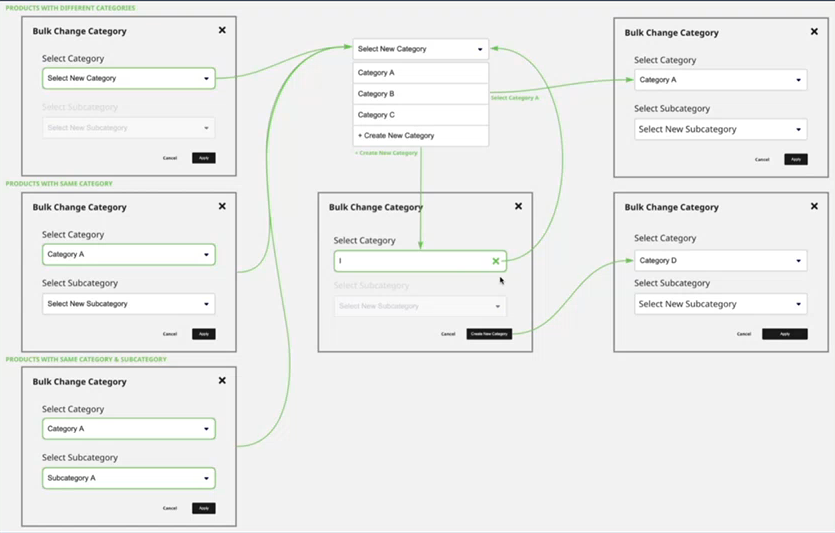 PRODUCTS WITH DIFFERENT CATEGORIES
Bulk Change Category
Select Category
Select New Category
Select Subcategory
Select New Subcategory
Cancel
Apply
PRODUCTS WITH SAME CATEGORY
Bulk Change Category
Select Category
Category A
Select Subcategory
Select New Subcategory
Cancel
Apply
PRODUCTS WITH SAME CATEGORY & SUBCATEGORY
Bulk Change Category
Select Category
Category A
Select Subcategory
Subcategory A
Cancel
Apply
Select New Category
Category A
Category B
Category C
+ Create New Category
Select Category A
+ Create New Category
Bulk Change Category
Select Category
I
Select Subcategory
Select New Subcategory
Cancel
Create New Category
Bulk Change Category
Select Category
Category A
Select Subcategory
Select New Subcategory
Cancel
Apply
Bulk Change Category
Select Category
Category D
Select Subcategory
Select New Subcategory
Cancel
Apply